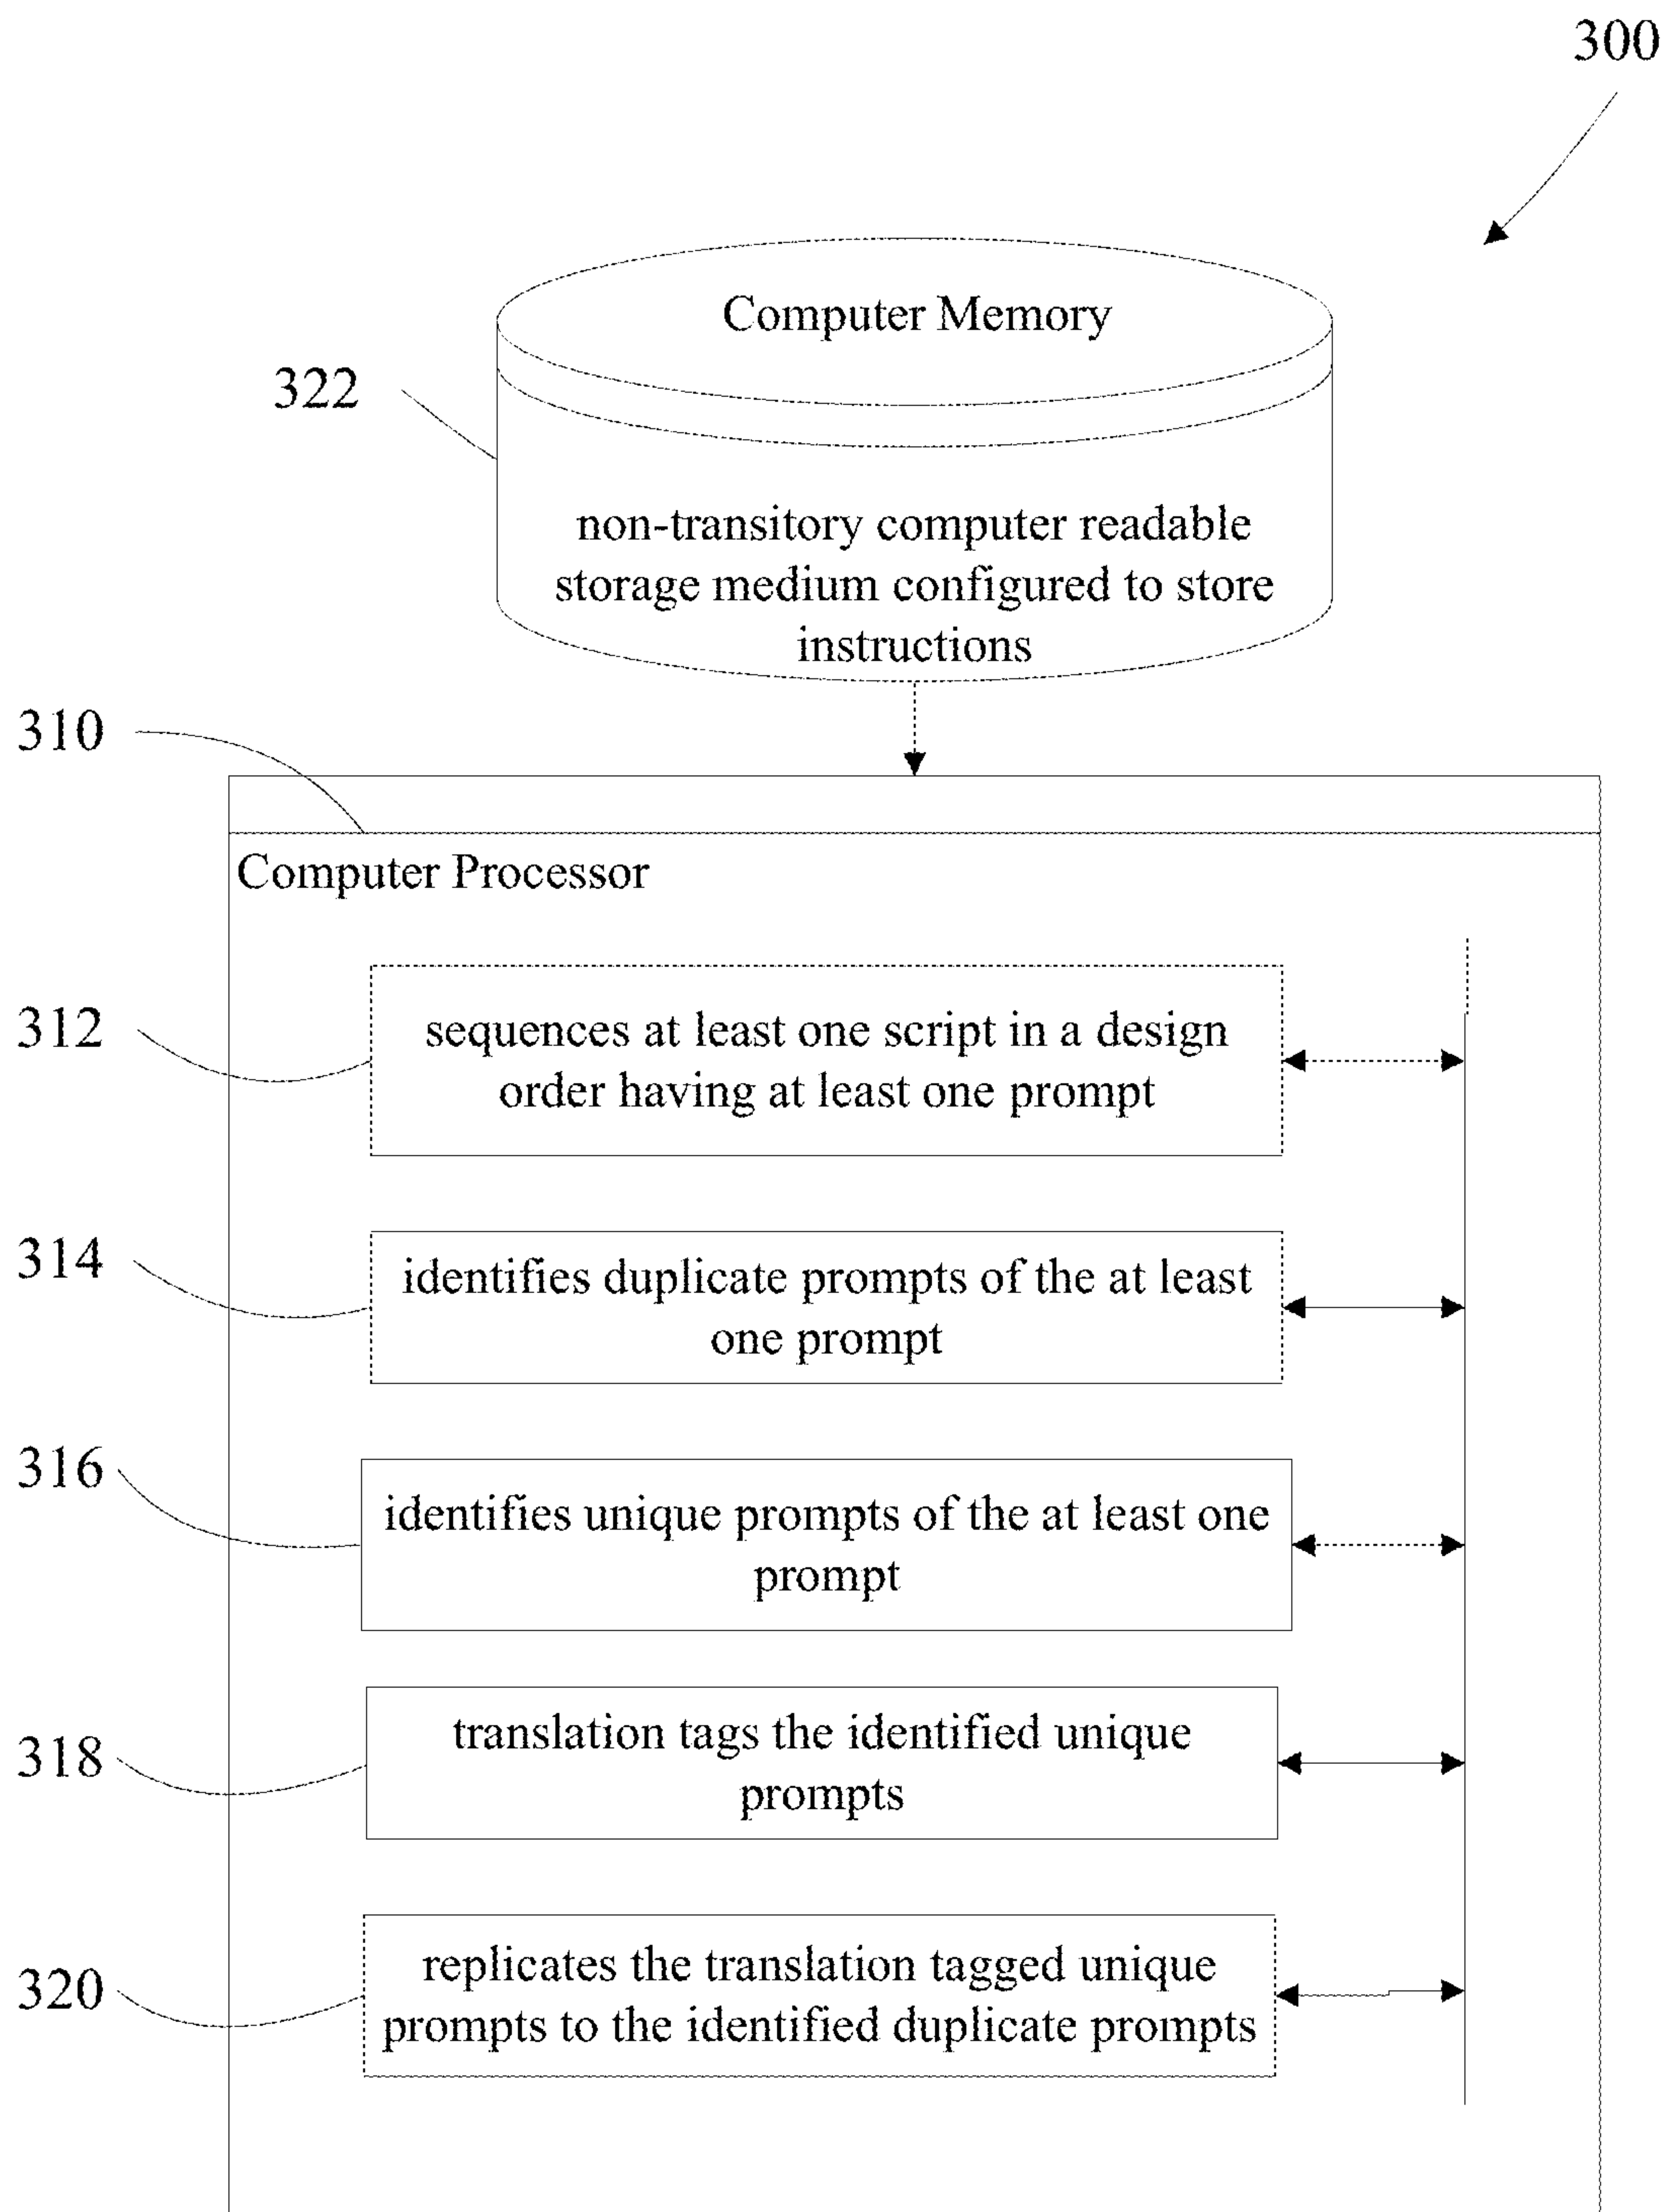 300
Computer Memory
322
non-transitory computer readable
storage medium configured to store
instructions
310
Computer Processor
312
sequences at least one script in a design
order having at least one prompt
314
identifies duplicate prompts of the at least
one prompt
316
identifies unique prompts of the at least one
prompt
318
translation tags the identified unique
prompts
320
replicates the translation tagged unique
prompts to the identified duplicate prompts